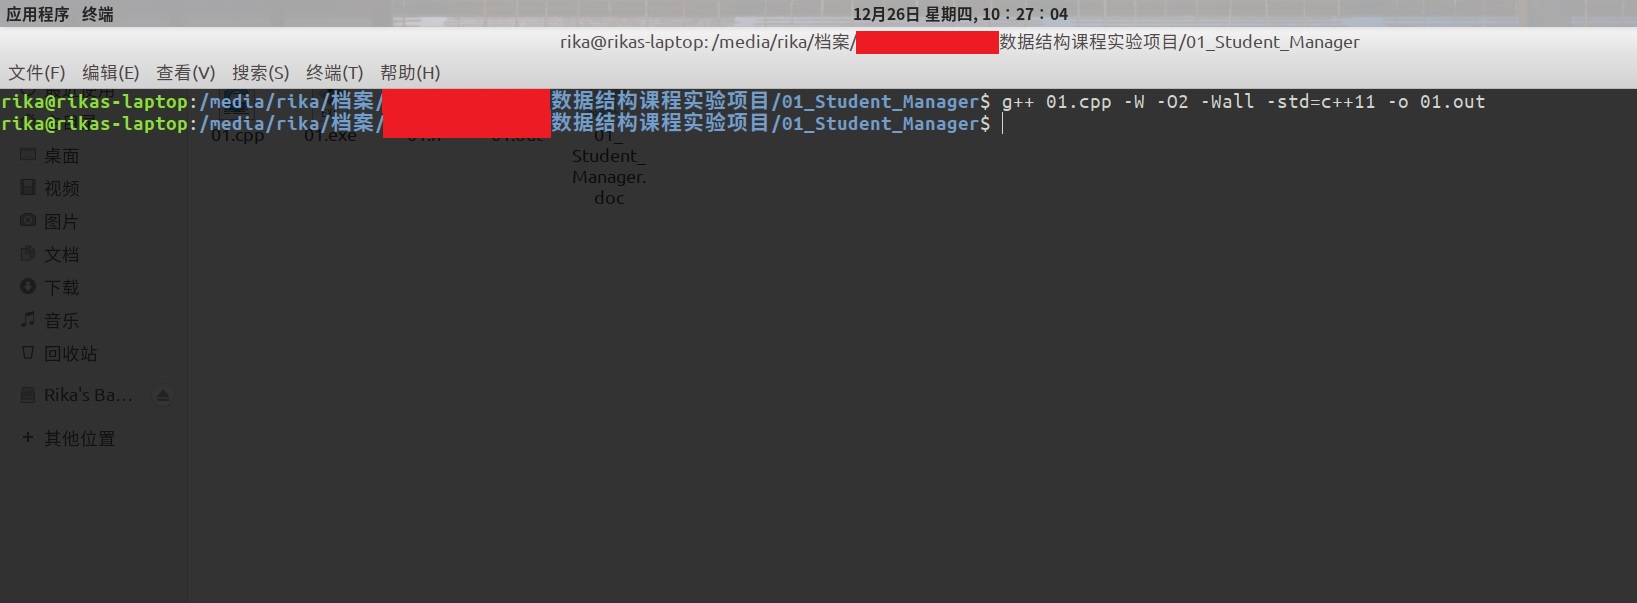 应用程序 终端 12月26日 星期四, 10：27：04
rika@rikas-laptop: /media/rika/档案/ 数据结构课程实验项目/01_Student_Manager
文件(F) 编辑(E) 查看(V) 搜索(S) 终端(T) 帮助(H)
rika@rikas-laptop:/media/rika/档案/ 数据结构课程实验项目/01_Student_Manager$ g++ 01.cpp -W -O2 -Wall -std=c++11 -o 01.out
rika@rikas-laptop:/media/rika/档案/ 数据结构课程实验项目/01_Student_Manager$
01.cpp 01.exe 01.h 01.out 01_
Student_
Manager.
doc
桌面
视频
图片
文档
下载
音乐
回收站
Rika's Ba…
其他位置